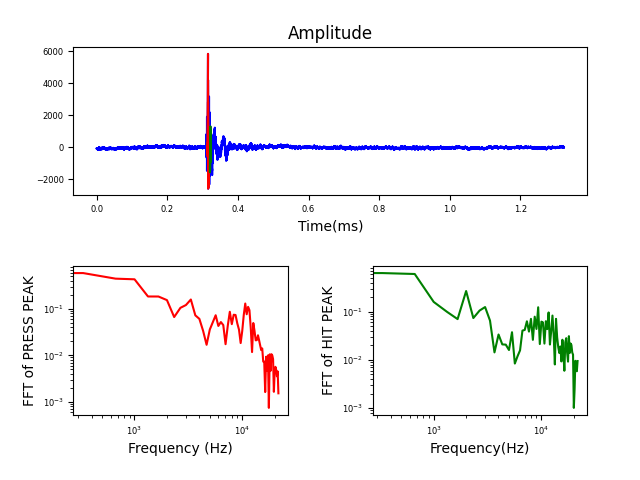 Amplitude
6000
4000
2000
0
−2000
0.0 0.2 0.4 0.6 0.8 1.0 1.2
Time(ms)
FFT of PRESS PEAK
10⁻¹
10⁻²
10⁻³
10³ 10⁴
Frequency (Hz)
FFT of HIT PEAK
10⁻¹
10⁻²
10⁻³
10³ 10⁴
Frequency(Hz)